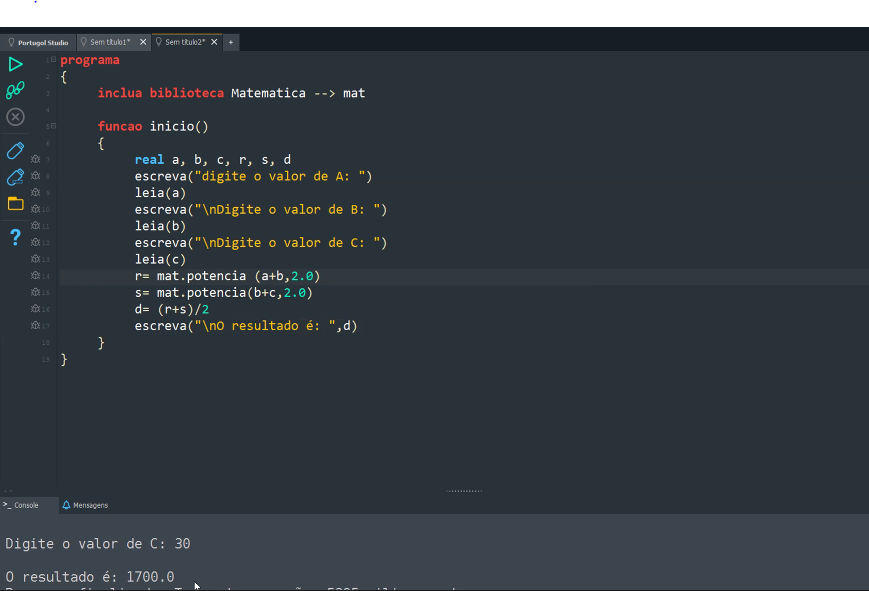 Portugol Studio Sem título1* Sem título2* +
1 programa
2 {
3 inclua biblioteca Matematica --> mat
4
5 funcao inicio()
6 {
7 real a, b, c, r, s, d
8 escreva("digite o valor de A: ")
9 leia(a)
10 escreva("\nDigite o valor de B: ")
11 leia(b)
12 escreva("\nDigite o valor de C: ")
13 leia(c)
14 r= mat.potencia (a+b,2.0)
15 s= mat.potencia(b+c,2.0)
16 d= (r+s)/2
17 escreva("\nO resultado é: ",d)
18 }
19 }
>_ Console Mensagens
Digite o valor de C: 30
O resultado é: 1700.0